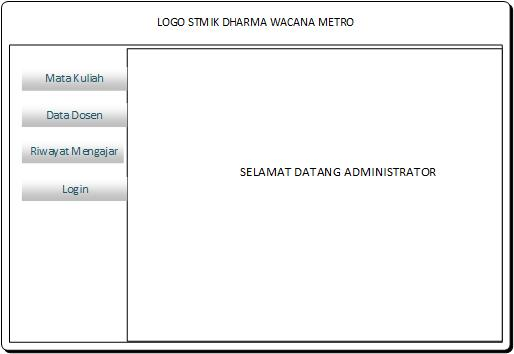 LOGO STMIK DHARMA WACANA METRO
Mata Kuliah
Data Dosen
Riwayat Mengajar
Login
SELAMAT DATANG ADMINISTRATOR